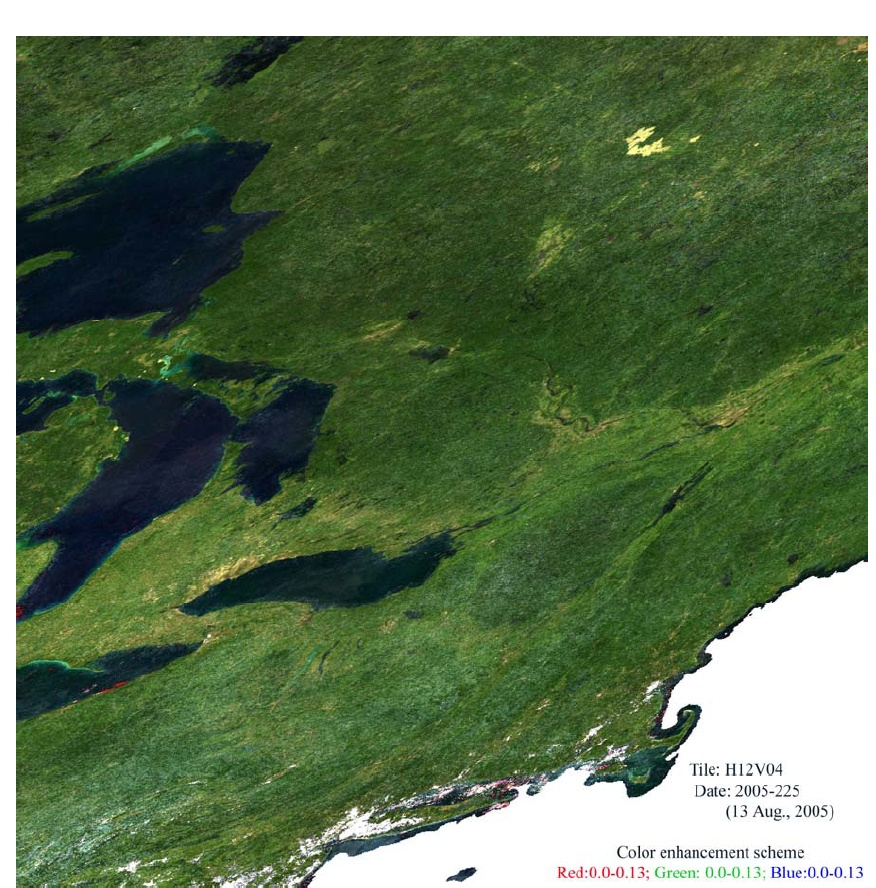 Tile: H12V04
Date: 2005-225
(13 Aug., 2005)
Color enhancement scheme
Red:0.0-0.13; Green: 0.0-0.13; Blue:0.0-0.13